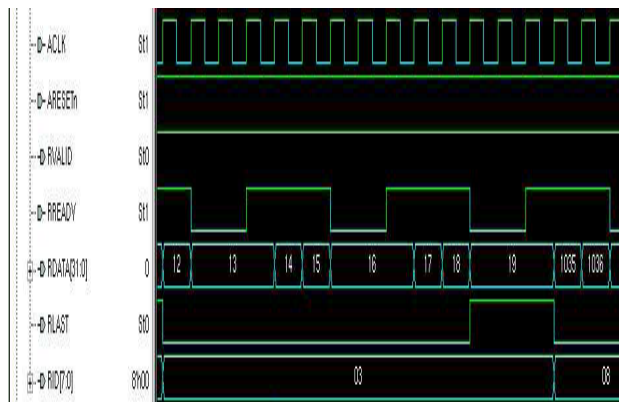 ACLK St1
ARESETn St1
RVALID St0
RREADY St1
RDATA[31:0] 0 12 13 14 15 16 17 18 19 1035 1036
RLAST St0
RID[7:0] 8'h00 03 08